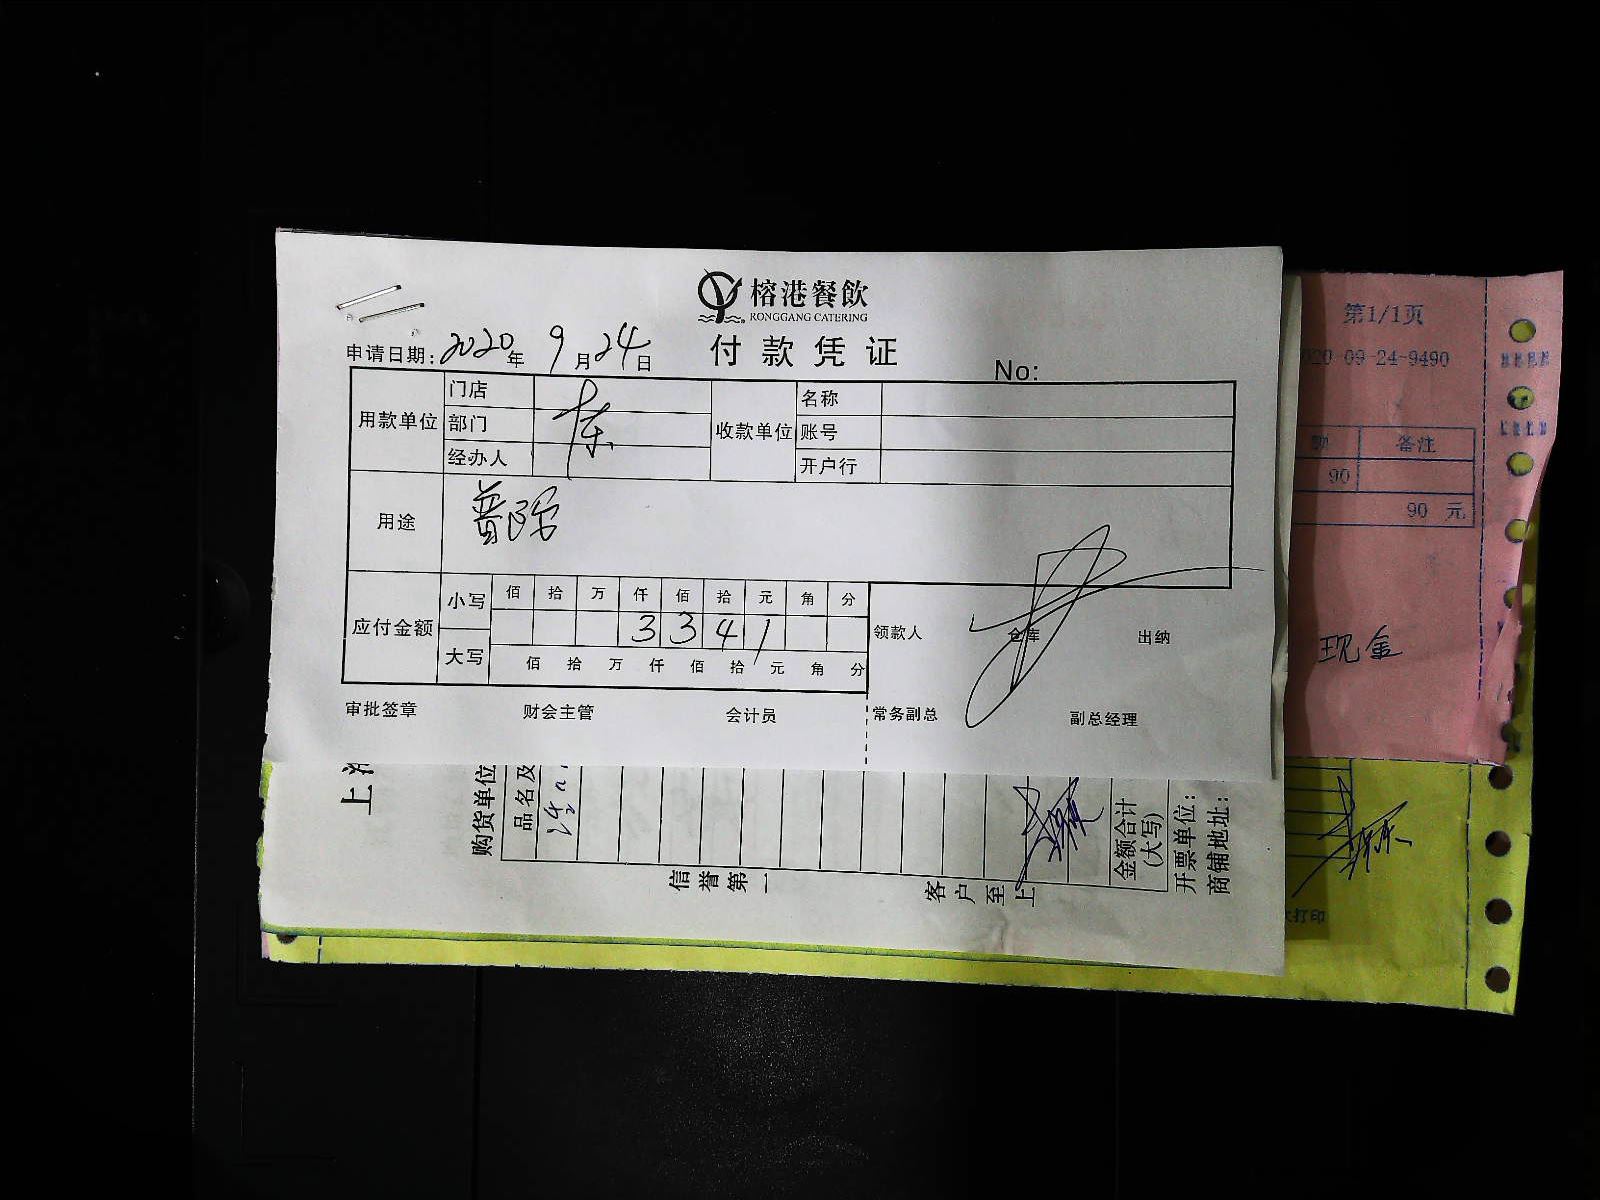 榕港餐飲
RONGGANG CATERING
付款凭证
申请日期: 2020年 9月24日
No:
用款单位 门店 收款单位 名称
部门 账号
经办人 开户行
用途
应付金额 小写 佰 拾 万 仟 佰 拾 元 角 分
3 3 4 1
大写 佰 拾 万 仟 佰 拾 元 角 分
领款人 仓库 出纳
审批签章 财会主管 会计员 常务副总 副总经理
第1/1页
20-09-24-9490
额 备注
90
90 元
现金
上
购货单位
品名及
信誉第一
客户至上
金额合计
(大写)
开票单位:
商铺地址:
打印